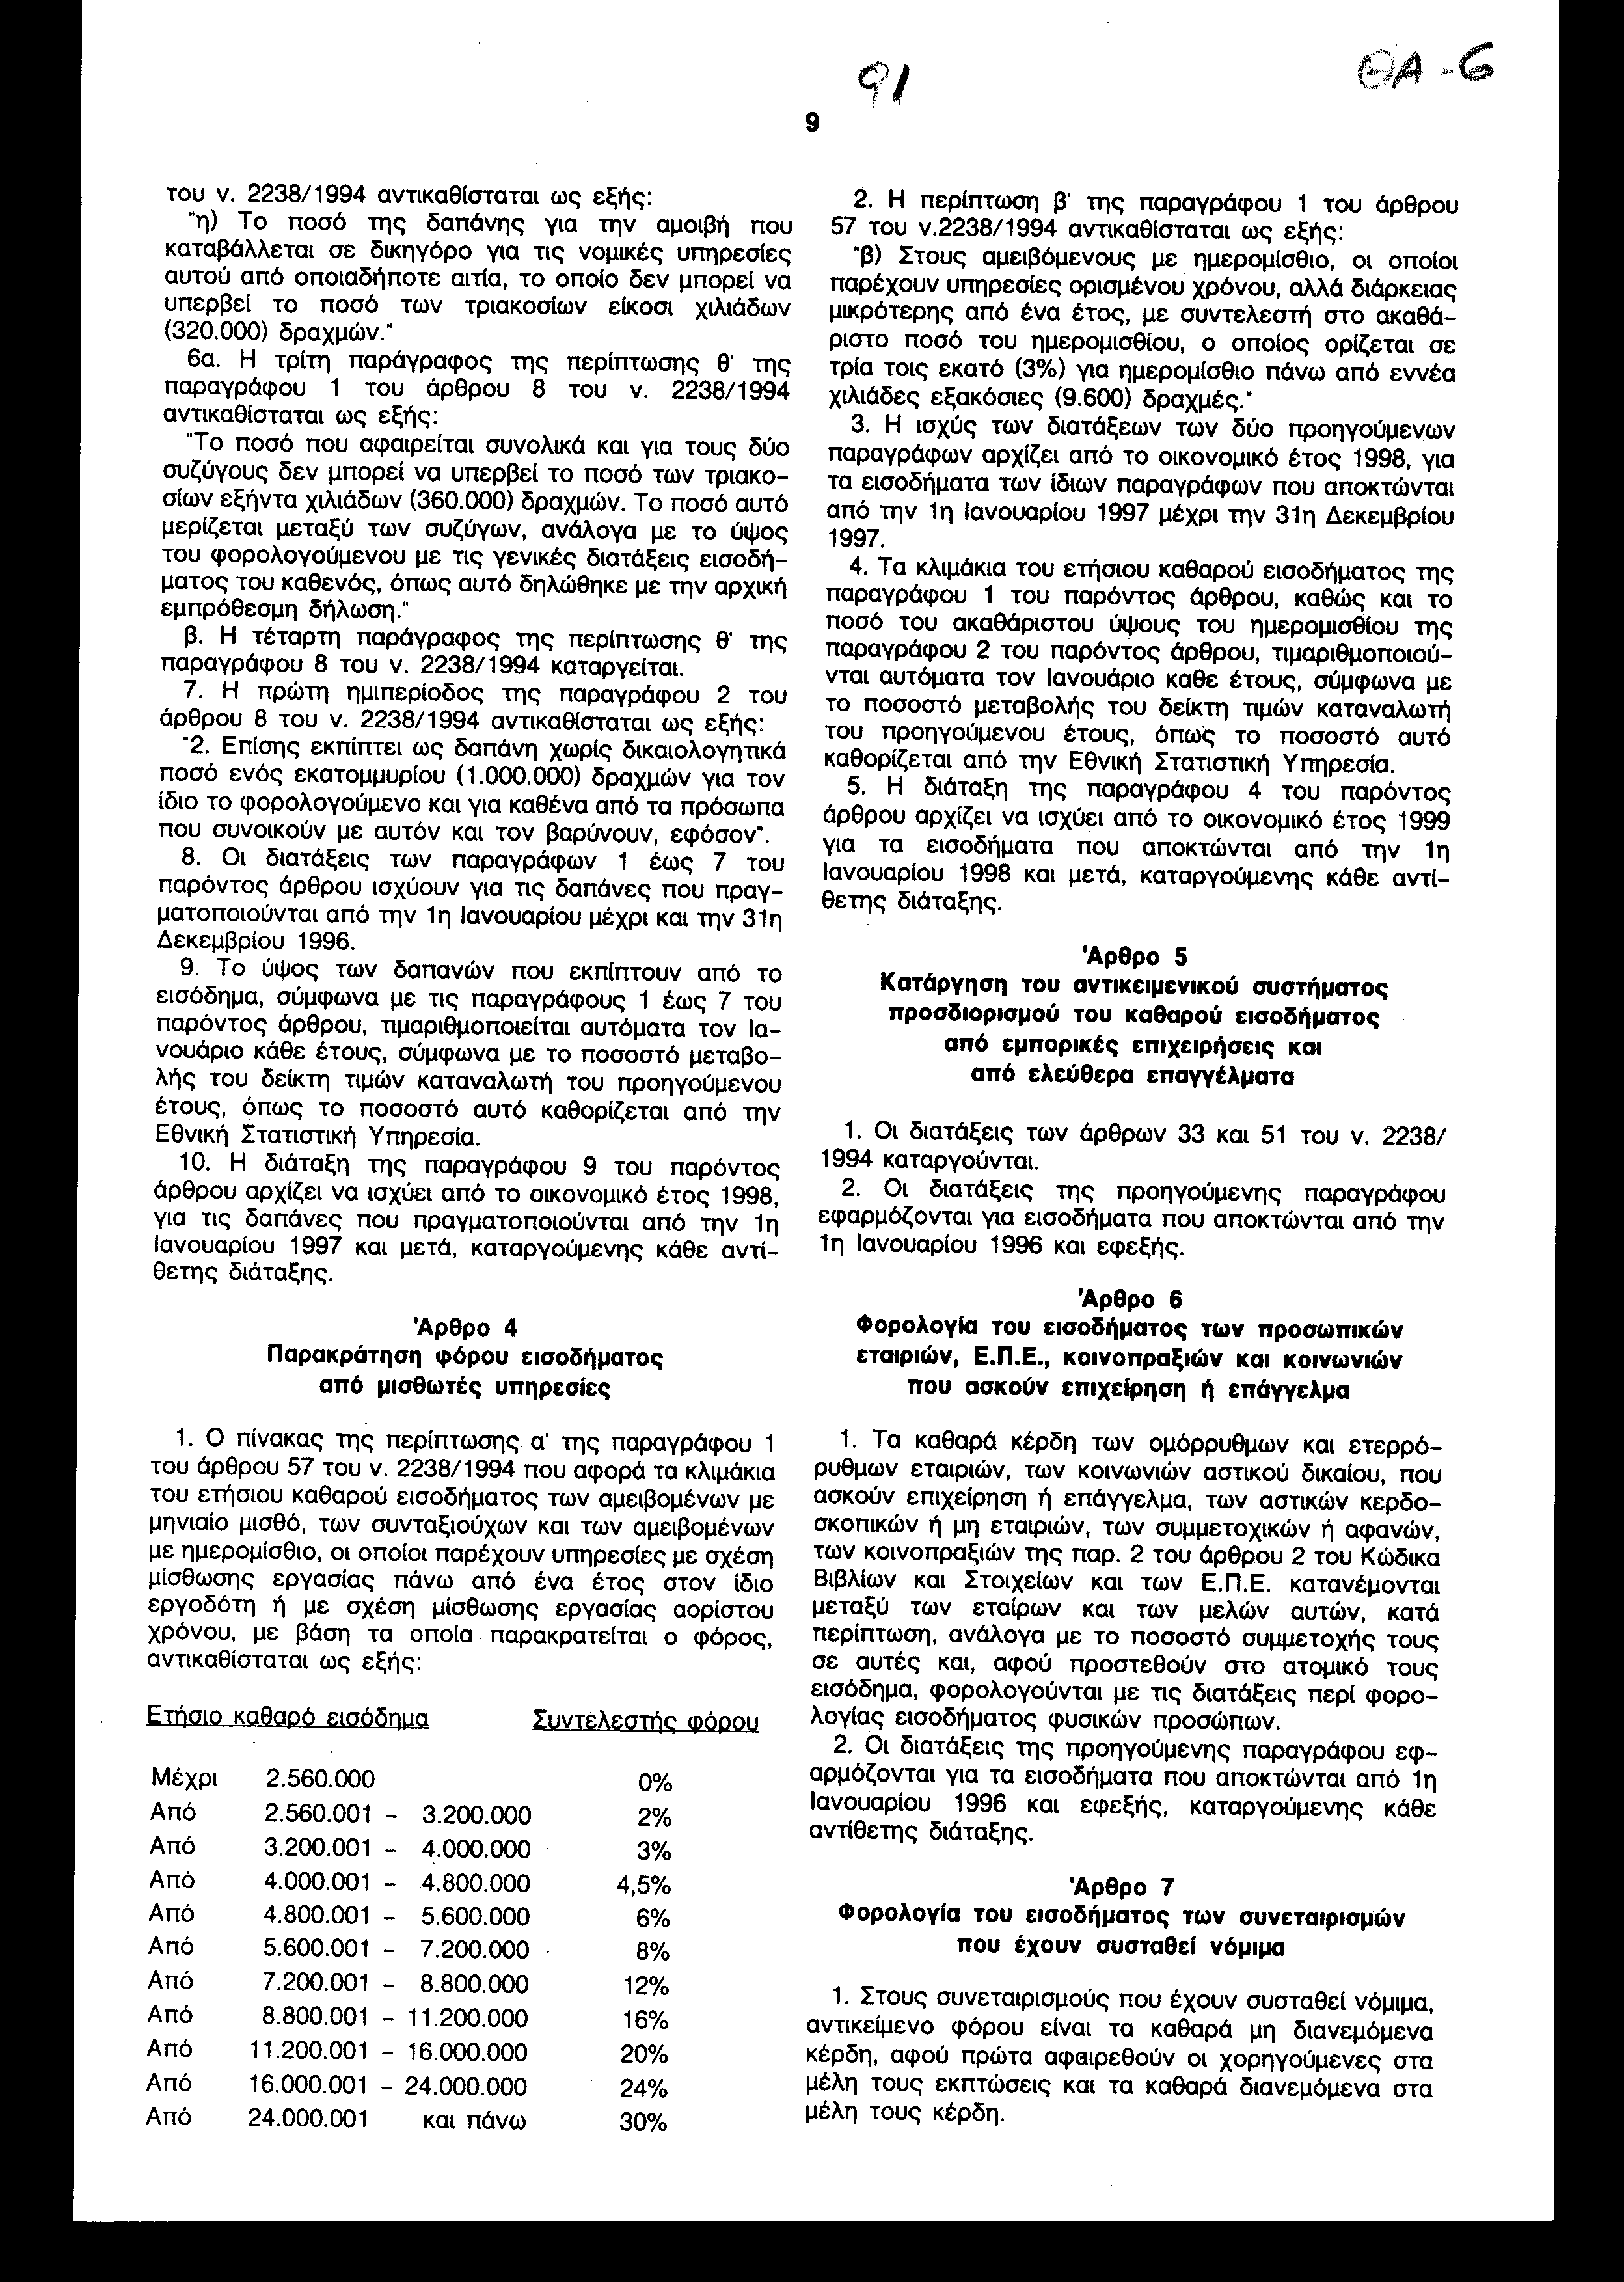 91
ΘΑ-6
9
του ν. 2238/1994 αντικαθίσταται ως εξής:
"η) Το ποσό της δαπάνης για την αμοιβή που
καταβάλλεται σε δικηγόρο για τις νομικές υπηρεσίες
αυτού από οποιαδήποτε αιτία, το οποίο δεν μπορεί να
υπερβεί το ποσό των τριακοσίων είκοσι χιλιάδων
(320.000) δραχμών."
6α. Η τρίτη παράγραφος της περίπτωσης θ' της
παραγράφου 1 του άρθρου 8 του ν. 2238/1994
αντικαθίσταται ως εξής:
"Το ποσό που αφαιρείται συνολικά και για τους δύο
συζύγους δεν μπορεί να υπερβεί το ποσό των τριακο-
σίων εξήντα χιλιάδων (360.000) δραχμών. Το ποσό αυτό
μερίζεται μεταξύ των συζύγων, ανάλογα με το ύψος
του φορολογούμενου με τις γενικές διατάξεις εισοδή-
ματος του καθενός, όπως αυτό δηλώθηκε με την αρχική
εμπρόθεσμη δήλωση."
β. Η τέταρτη παράγραφος της περίπτωσης θ' της
παραγράφου 8 του ν. 2238/1994 καταργείται.
7. Η πρώτη ημιπερίοδος της παραγράφου 2 του
άρθρου 8 του ν. 2238/1994 αντικαθίσταται ως εξής:
"2. Επίσης εκπίπτει ως δαπάνη χωρίς δικαιολογητικά
ποσό ενός εκατομμυρίου (1.000.000) δραχμών για τον
ίδιο το φορολογούμενο και για καθένα από τα πρόσωπα
που συνοικούν με αυτόν και τον βαρύνουν, εφόσον".
8. Οι διατάξεις των παραγράφων 1 έως 7 του
παρόντος άρθρου ισχύουν για τις δαπάνες που πραγ-
ματοποιούνται από την 1η Ιανουαρίου μέχρι και την 31η
Δεκεμβρίου 1996.
9. Το ύψος των δαπανών που εκπίπτουν από το
εισόδημα, σύμφωνα με τις παραγράφους 1 έως 7 του
παρόντος άρθρου, τιμαριθμοποιείται αυτόματα τον Ια-
νουάριο κάθε έτους, σύμφωνα με το ποσοστό μεταβο-
λής του δείκτη τιμών καταναλωτή του προηγούμενου
έτους, όπως το ποσοστό αυτό καθορίζεται από την
Εθνική Στατιστική Υπηρεσία.
10. Η διάταξη της παραγράφου 9 του παρόντος
άρθρου αρχίζει να ισχύει από το οικονομικό έτος 1998,
για τις δαπάνες που πραγματοποιούνται από την 1η
Ιανουαρίου 1997 και μετά, καταργούμενης κάθε αντί-
θετης διάταξης.
Άρθρο 4
Παρακράτηση φόρου εισοδήματος
από μισθωτές υπηρεσίες
1. Ο πίνακας της περίπτωσης α' της παραγράφου 1
του άρθρου 57 του ν. 2238/1994 που αφορά τα κλιμάκια
του ετήσιου καθαρού εισοδήματος των αμειβομένων με
μηνιαίο μισθό, των συνταξιούχων και των αμειβομένων
με ημερομίσθιο, οι οποίοι παρέχουν υπηρεσίες με σχέση
μίσθωσης εργασίας πάνω από ένα έτος στον ίδιο
εργοδότη ή με σχέση μίσθωσης εργασίας αορίστου
χρόνου, με βάση τα οποία παρακρατείται ο φόρος,
αντικαθίσταται ως εξής:
Ετήσιο καθαρό εισόδημα Συντελεστής φόρου
Μέχρι 2.560.000 0%
Από 2.560.001 - 3.200.000 2%
Από 3.200.001 - 4.000.000 3%
Από 4.000.001 - 4.800.000 4,5%
Από 4.800.001 - 5.600.000 6%
Από 5.600.001 - 7.200.000 8%
Από 7.200.001 - 8.800.000 12%
Από 8.800.001 - 11.200.000 16%
Από 11.200.001 - 16.000.000 20%
Από 16.000.001 - 24.000.000 24%
Από 24.000.001 και πάνω 30%
2. Η περίπτωση β' της παραγράφου 1 του άρθρου
57 του ν.2238/1994 αντικαθίσταται ως εξής:
"β) Στους αμειβόμενους με ημερομίσθιο, οι οποίοι
παρέχουν υπηρεσίες ορισμένου χρόνου, αλλά διάρκειας
μικρότερης από ένα έτος, με συντελεστή στο ακαθά-
ριστο ποσό του ημερομισθίου, ο οποίος ορίζεται σε
τρία τοις εκατό (3%) για ημερομίσθιο πάνω από εννέα
χιλιάδες εξακόσιες (9.600) δραχμές."
3. Η ισχύς των διατάξεων των δύο προηγούμενων
παραγράφων αρχίζει από το οικονομικό έτος 1998, για
τα εισοδήματα των ίδιων παραγράφων που αποκτώνται
από την 1η Ιανουαρίου 1997 μέχρι την 31η Δεκεμβρίου
1997.
4. Τα κλιμάκια του ετήσιου καθαρού εισοδήματος της
παραγράφου 1 του παρόντος άρθρου, καθώς και το
ποσό του ακαθάριστου ύψους του ημερομισθίου της
παραγράφου 2 του παρόντος άρθρου, τιμαριθμοποιού-
νται αυτόματα τον Ιανουάριο καθε έτους, σύμφωνα με
το ποσοστό μεταβολής του δείκτη τιμών καταναλωτή
του προηγούμενου έτους, όπως το ποσοστό αυτό
καθορίζεται από την Εθνική Στατιστική Υπηρεσία.
5. Η διάταξη της παραγράφου 4 του παρόντος
άρθρου αρχίζει να ισχύει από το οικονομικό έτος 1999
για τα εισοδήματα που αποκτώνται από την 1η
Ιανουαρίου 1998 και μετά, καταργούμενης κάθε αντί-
θετης διάταξης.
Άρθρο 5
Κατάργηση του αντικειμενικού συστήματος
προσδιορισμού του καθαρού εισοδήματος
από εμπορικές επιχειρήσεις και
από ελεύθερα επαγγέλματα
1. Οι διατάξεις των άρθρων 33 και 51 του ν. 2238/
1994 καταργούνται.
2. Οι διατάξεις της προηγούμενης παραγράφου
εφαρμόζονται για εισοδήματα που αποκτώνται από την
1η Ιανουαρίου 1996 και εφεξής.
Άρθρο 6
Φορολογία του εισοδήματος των προσωπικών
εταιριών, Ε.Π.Ε., κοινοπραξιών και κοινωνιών
που ασκούν επιχείρηση ή επάγγελμα
1. Τα καθαρά κέρδη των ομόρρυθμων και ετερρό-
ρυθμων εταιριών, των κοινωνιών αστικού δικαίου, που
ασκούν επιχείρηση ή επάγγελμα, των αστικών κερδο-
σκοπικών ή μη εταιριών, των συμμετοχικών ή αφανών,
των κοινοπραξιών της παρ. 2 του άρθρου 2 του Κώδικα
Βιβλίων και Στοιχείων και των Ε.Π.Ε. κατανέμονται
μεταξύ των εταίρων και των μελών αυτών, κατά
περίπτωση, ανάλογα με το ποσοστό συμμετοχής τους
σε αυτές και, αφού προστεθούν στο ατομικό τους
εισόδημα, φορολογούνται με τις διατάξεις περί φορο-
λογίας εισοδήματος φυσικών προσώπων.
2. Οι διατάξεις της προηγούμενης παραγράφου εφ-
αρμόζονται για τα εισοδήματα που αποκτώνται από 1η
Ιανουαρίου 1996 και εφεξής, καταργούμενης κάθε
αντίθετης διάταξης.
Άρθρο 7
Φορολογία του εισοδήματος των συνεταιρισμών
που έχουν συσταθεί νόμιμα
1. Στους συνεταιρισμούς που έχουν συσταθεί νόμιμα,
αντικείμενο φόρου είναι τα καθαρά μη διανεμόμενα
κέρδη, αφού πρώτα αφαιρεθούν οι χορηγούμενες στα
μέλη τους εκπτώσεις και τα καθαρά διανεμόμενα στα
μέλη τους κέρδη.